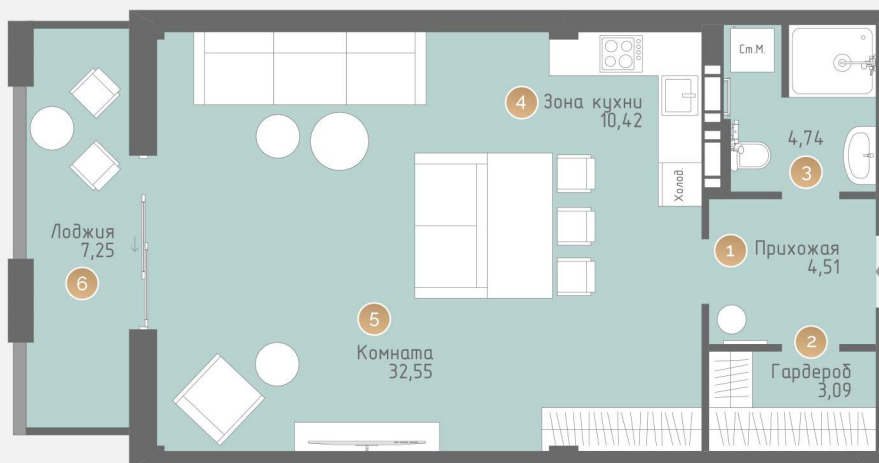 Ст.М.
4
Зона кухни
10,42
4,74
3
Холод.
Лоджия
7,25
6
1
Прихожая
4,51
5
Комната
32,55
2
Гардероб
3,09